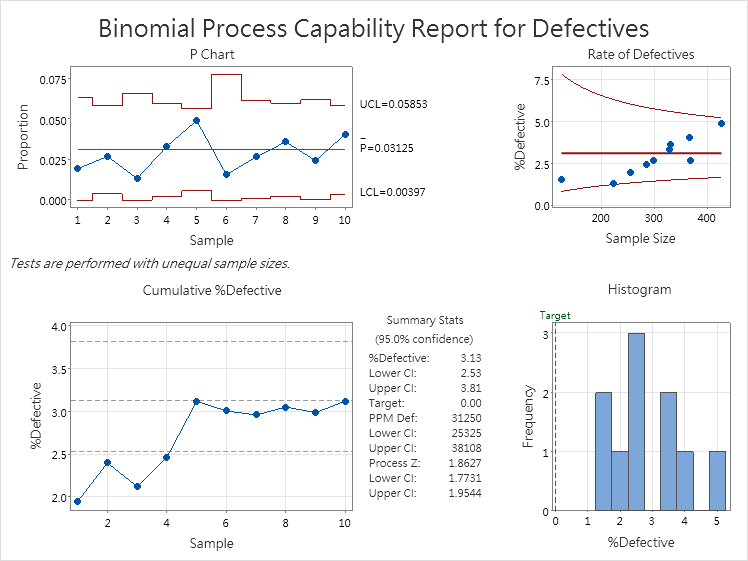 Binomial Process Capability Report for Defectives
P Chart
0.075
0.050
0.025
0.000
Proportion
1 2 3 4 5 6 7 8 9 10
Sample
UCL=0.05853
P̄=0.03125
LCL=0.00397
Tests are performed with unequal sample sizes.
Rate of Defectives
7.5
5.0
2.5
0.0
%Defective
200 300 400
Sample Size
Cumulative %Defective
4.0
3.5
3.0
2.5
2.0
%Defective
2 4 6 8 10
Sample
Summary Stats
(95.0% confidence)
%Defective: 3.13
Lower CI: 2.53
Upper CI: 3.81
Target: 0.00
PPM Def: 31250
Lower CI: 25325
Upper CI: 38108
Process Z: 1.8627
Lower CI: 1.7731
Upper CI: 1.9544
Histogram
Target
3
2
1
0
Frequency
0 1 2 3 4 5
%Defective